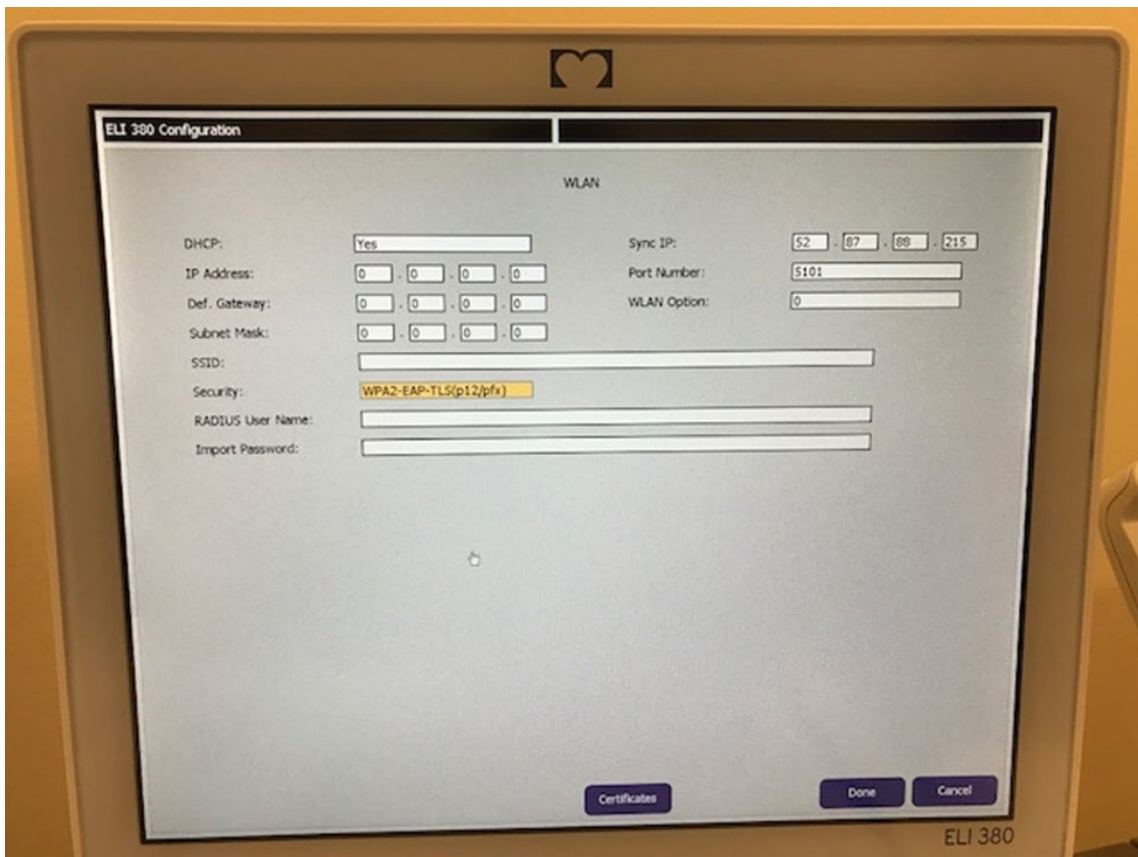 ELI 380 Configuration
WLAN
DHCP: Yes
IP Address: 0 . 0 . 0 . 0
Def. Gateway: 0 . 0 . 0 . 0
Subnet Mask: 0 . 0 . 0 . 0
SSID:
Security: WPA2-EAP-TLS(p12/pfx)
RADIUS User Name:
Import Password:
Sync IP: 52 . 87 . 88 . 215
Port Number: 5101
WLAN Option: 0
Certificates
Done
Cancel
ELI 380